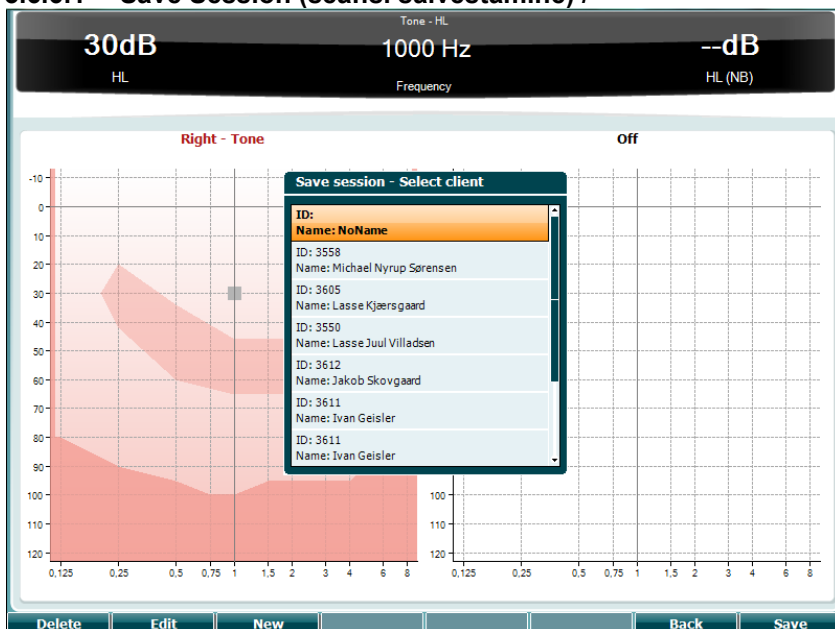 Save Session (seansi salvestamine) /
Tone - HL
30dB
1000 Hz
--dB
HL
HL (NB)
Frequency
Right - Tone
Off
Save session - Select client
ID:
Name: NoName
ID: 3558
Name: Michael Nyrup Sørensen
ID: 3605
Name: Lasse Kjærsgaard
ID: 3550
Name: Lasse Juul Villadsen
ID: 3612
Name: Jakob Skovgaard
ID: 3611
Name: Ivan Geisler
ID: 3611
Name: Ivan Geisler
-10
0
10
20
30
40
50
60
70
80
90
100
110
120
0,125 0,25 0,5 0,75 1 1,5 2 3 4 6 8
100
110
120
0,125 0,25 0,5 0,75 1 1,5 2 3 4 6 8
Delete Edit New Back Save